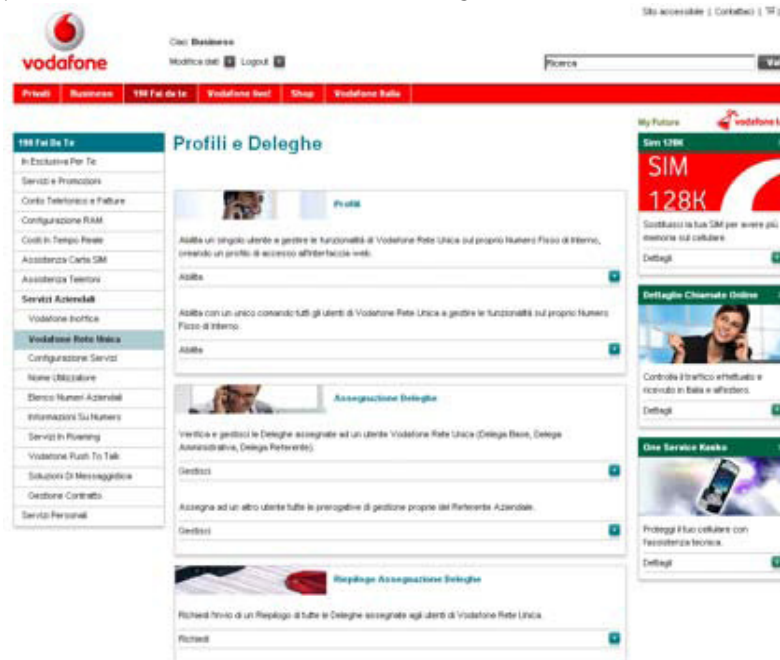 Sito accessibile | Contattaci |
vodafone
Ciao Business
Modifica dati Logout
Ricerca
Privati Business 190 Fai da te Vodafone live! Shop Vodafone Italia
My Future
190 Fai Da Te
In Esclusiva Per Te
Servizi e Promozioni
Conto Telefonico e Fatture
Configurazione RAM
Costi In Tempo Reale
Assistenza Carta SIM
Assistenza Telefoni
Servizi Aziendali
Vodafone Inoffice
Vodafone Rete Unica
Configurazione Servizi
Nome Utilizzatore
Elenco Numeri Aziendali
Informazioni Su Numero
Servizi In Roaming
Vodafone Push To Talk
Soluzioni Di Messaggistica
Gestione Contratto
Servizi Personali
Profili e Deleghe
Profili
Abilita un singolo utente a gestire le funzionalità di Vodafone Rete Unica sul proprio Numero Fisso di Interno,
creando un profilo di accesso all'interfaccia web.
Abilita
Abilita con un unico comando tutti gli utenti di Vodafone Rete Unica a gestire le funzionalità sul proprio Numero
Fisso di Interno.
Abilita
Assegnazione Deleghe
Verifica e gestisci le Deleghe assegnate ad un utente Vodafone Rete Unica (Delega Base, Delega
Amministrativa, Delega Referente).
Gestisci
Assegna ad un altro utente tutte le prerogative di gestione proprie del Referente Aziendale.
Gestisci
Riepilogo Assegnazione Deleghe
Richiedi l'invio di un Riepilogo di tutte le Deleghe assegnate agli utenti di Vodafone Rete Unica.
Richiedi
Sim 128K
SIM
128K
Sostituisci la tua SIM per avere più
memoria sul cellulare
Dettagli
Dettaglio Chiamate Online
Controlla il traffico effettuato e
ricevuto in Italia e all'estero.
Dettagli
One Service Kasko
Proteggi il tuo cellulare con
l'assistenza tecnica.
Dettagli